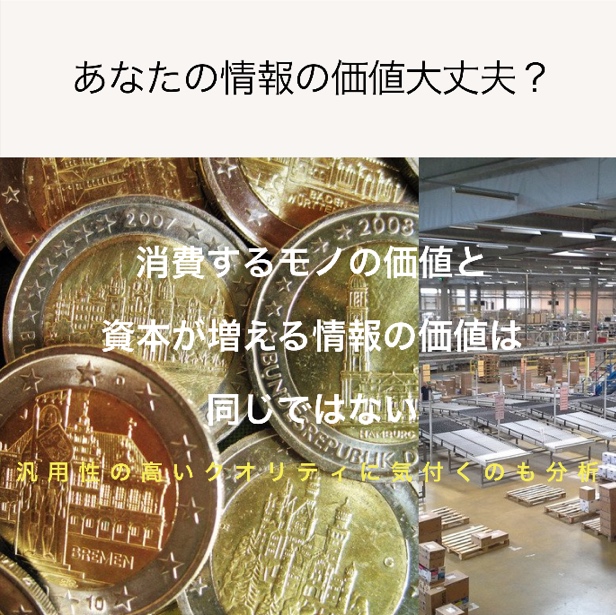 あなたの情報の価値大丈夫？
消費するモノの価値と
資本が増える情報の価値は
同じではない
汎用性の高いクオリティに気付くのも分析
2007
2008
BADEN
WÜRTTEMB
HAMBURG
BREMEN
10